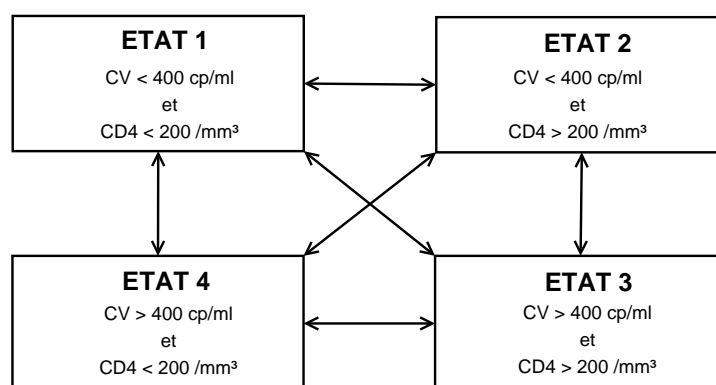 ETAT 1
CV < 400 cp/ml
et
CD4 < 200 /mm³
ETAT 2
CV < 400 cp/ml
et
CD4 > 200 /mm³
ETAT 4
CV > 400 cp/ml
et
CD4 < 200 /mm³
ETAT 3
CV > 400 cp/ml
et
CD4 > 200 /mm³